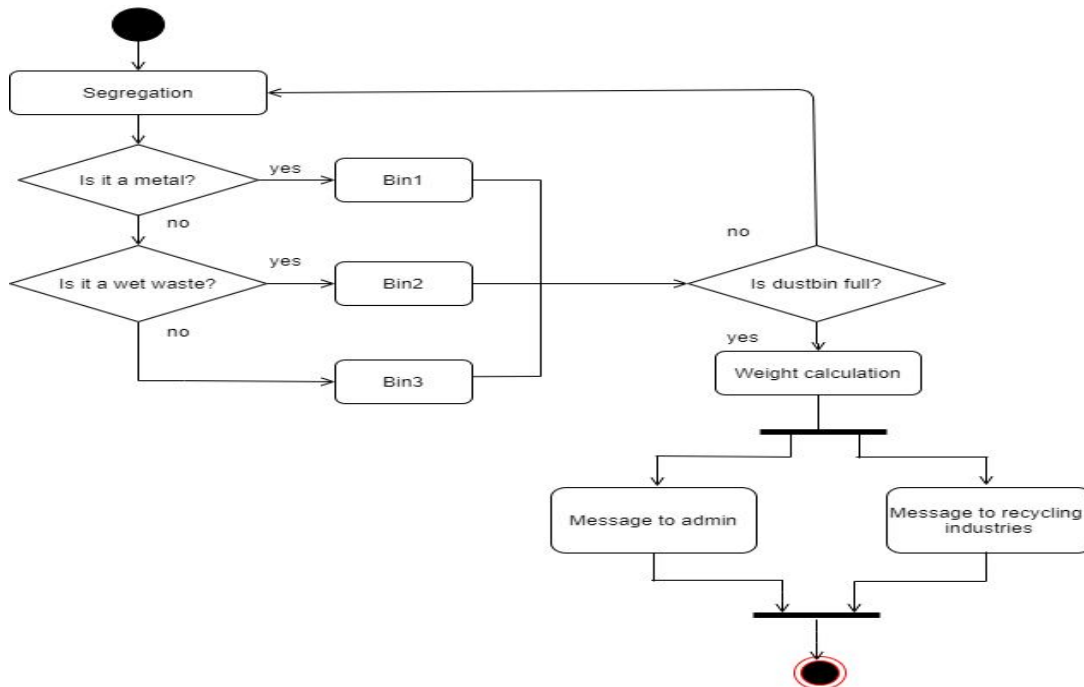 Segregation
Is it a metal?
yes
Bin1
no
Is it a wet waste?
yes
Bin2
no
Bin3
no
Is dustbin full?
yes
Weight calculation
Message to admin
Message to recycling
industries